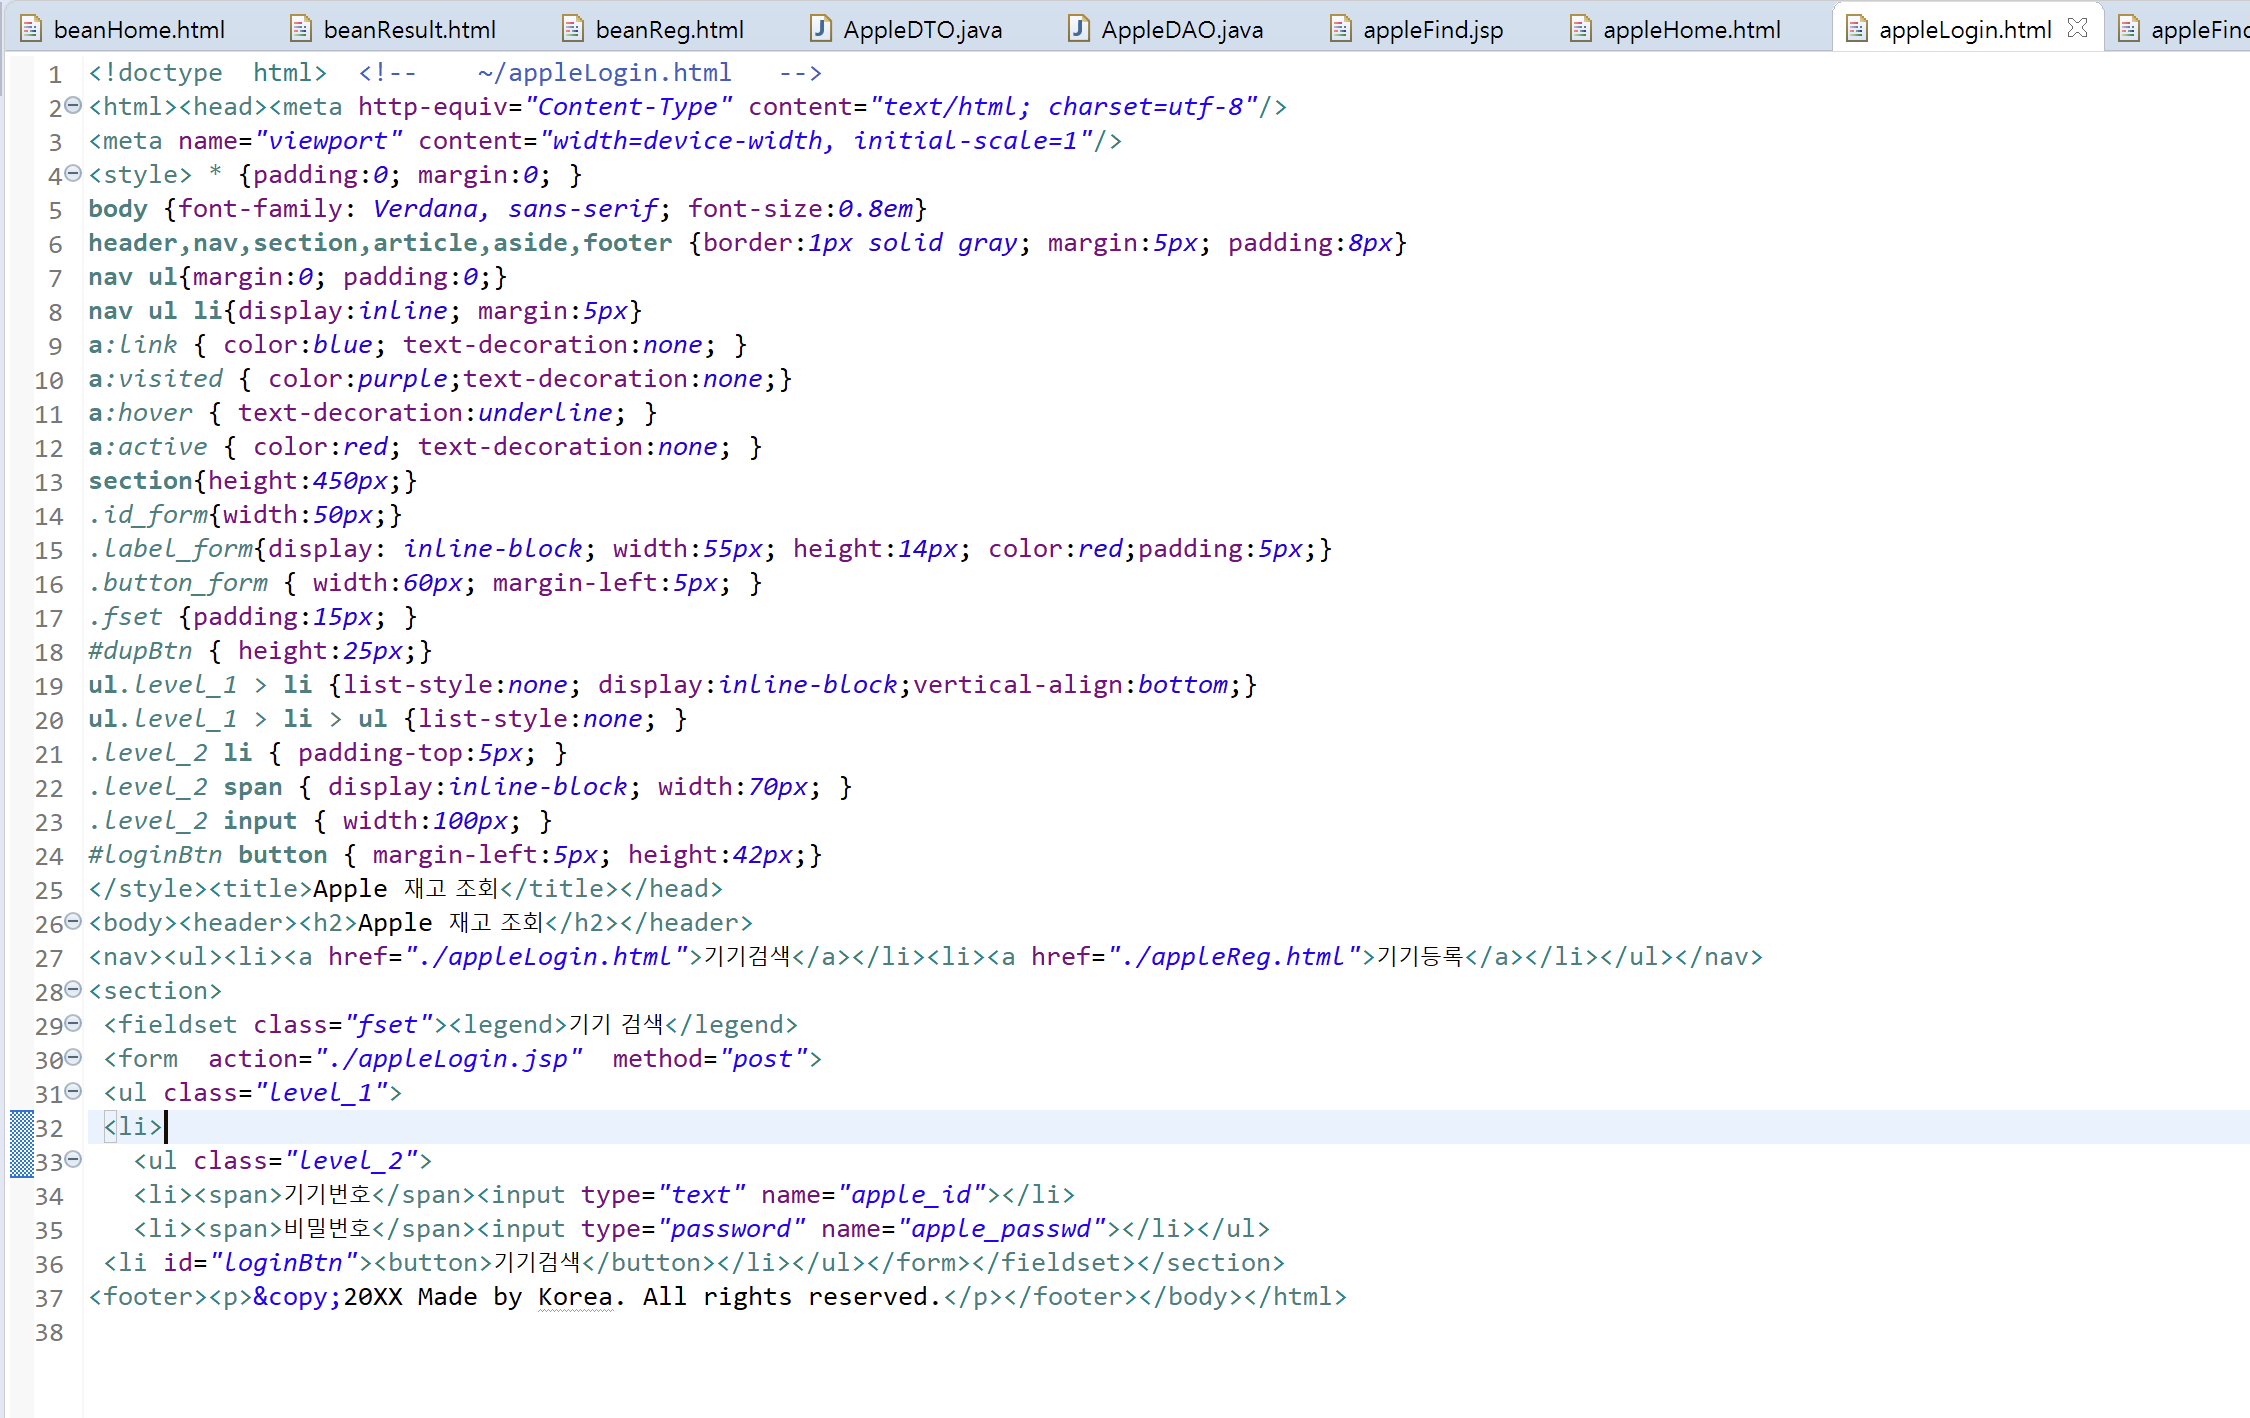 beanHome.html beanResult.html beanReg.html AppleDTO.java AppleDAO.java appleFind.jsp appleHome.html appleLogin.html appleFind
1 <!doctype  html>  <!--    ~/appleLogin.html   -->
2 <html><head><meta http-equiv="Content-Type" content="text/html; charset=utf-8"/>
3 <meta name="viewport" content="width=device-width, initial-scale=1"/>
4 <style> * {padding:0; margin:0; }
5 body {font-family: Verdana, sans-serif; font-size:0.8em}
6 header,nav,section,article,aside,footer {border:1px solid gray; margin:5px; padding:8px}
7 nav ul{margin:0; padding:0;}
8 nav ul li{display:inline; margin:5px}
9 a:link { color:blue; text-decoration:none; }
10 a:visited { color:purple;text-decoration:none;}
11 a:hover { text-decoration:underline; }
12 a:active { color:red; text-decoration:none; }
13 section{height:450px;}
14 .id_form{width:50px;}
15 .label_form{display: inline-block; width:55px; height:14px; color:red;padding:5px;}
16 .button_form { width:60px; margin-left:5px; }
17 .fset {padding:15px; }
18 #dupBtn { height:25px;}
19 ul.level_1 > li {list-style:none; display:inline-block;vertical-align:bottom;}
20 ul.level_1 > li > ul {list-style:none; }
21 .level_2 li { padding-top:5px; }
22 .level_2 span { display:inline-block; width:70px; }
23 .level_2 input { width:100px; }
24 #loginBtn button { margin-left:5px; height:42px;}
25 </style><title>Apple 재고 조회</title></head>
26 <body><header><h2>Apple 재고 조회</h2></header>
27 <nav><ul><li><a href="./appleLogin.html">기기검색</a></li><li><a href="./appleReg.html">기기등록</a></li></ul></nav>
28 <section>
29  <fieldset class="fset"><legend>기기 검색</legend>
30  <form  action="./appleLogin.jsp"  method="post">
31  <ul class="level_1">
32  <li>
33    <ul class="level_2">
34    <li><span>기기번호</span><input type="text" name="apple_id"></li>
35    <li><span>비밀번호</span><input type="password" name="apple_passwd"></li></ul>
36  <li id="loginBtn"><button>기기검색</button></li></ul></form></fieldset></section>
37 <footer><p>&copy;20XX Made by Korea. All rights reserved.</p></footer></body></html>
38